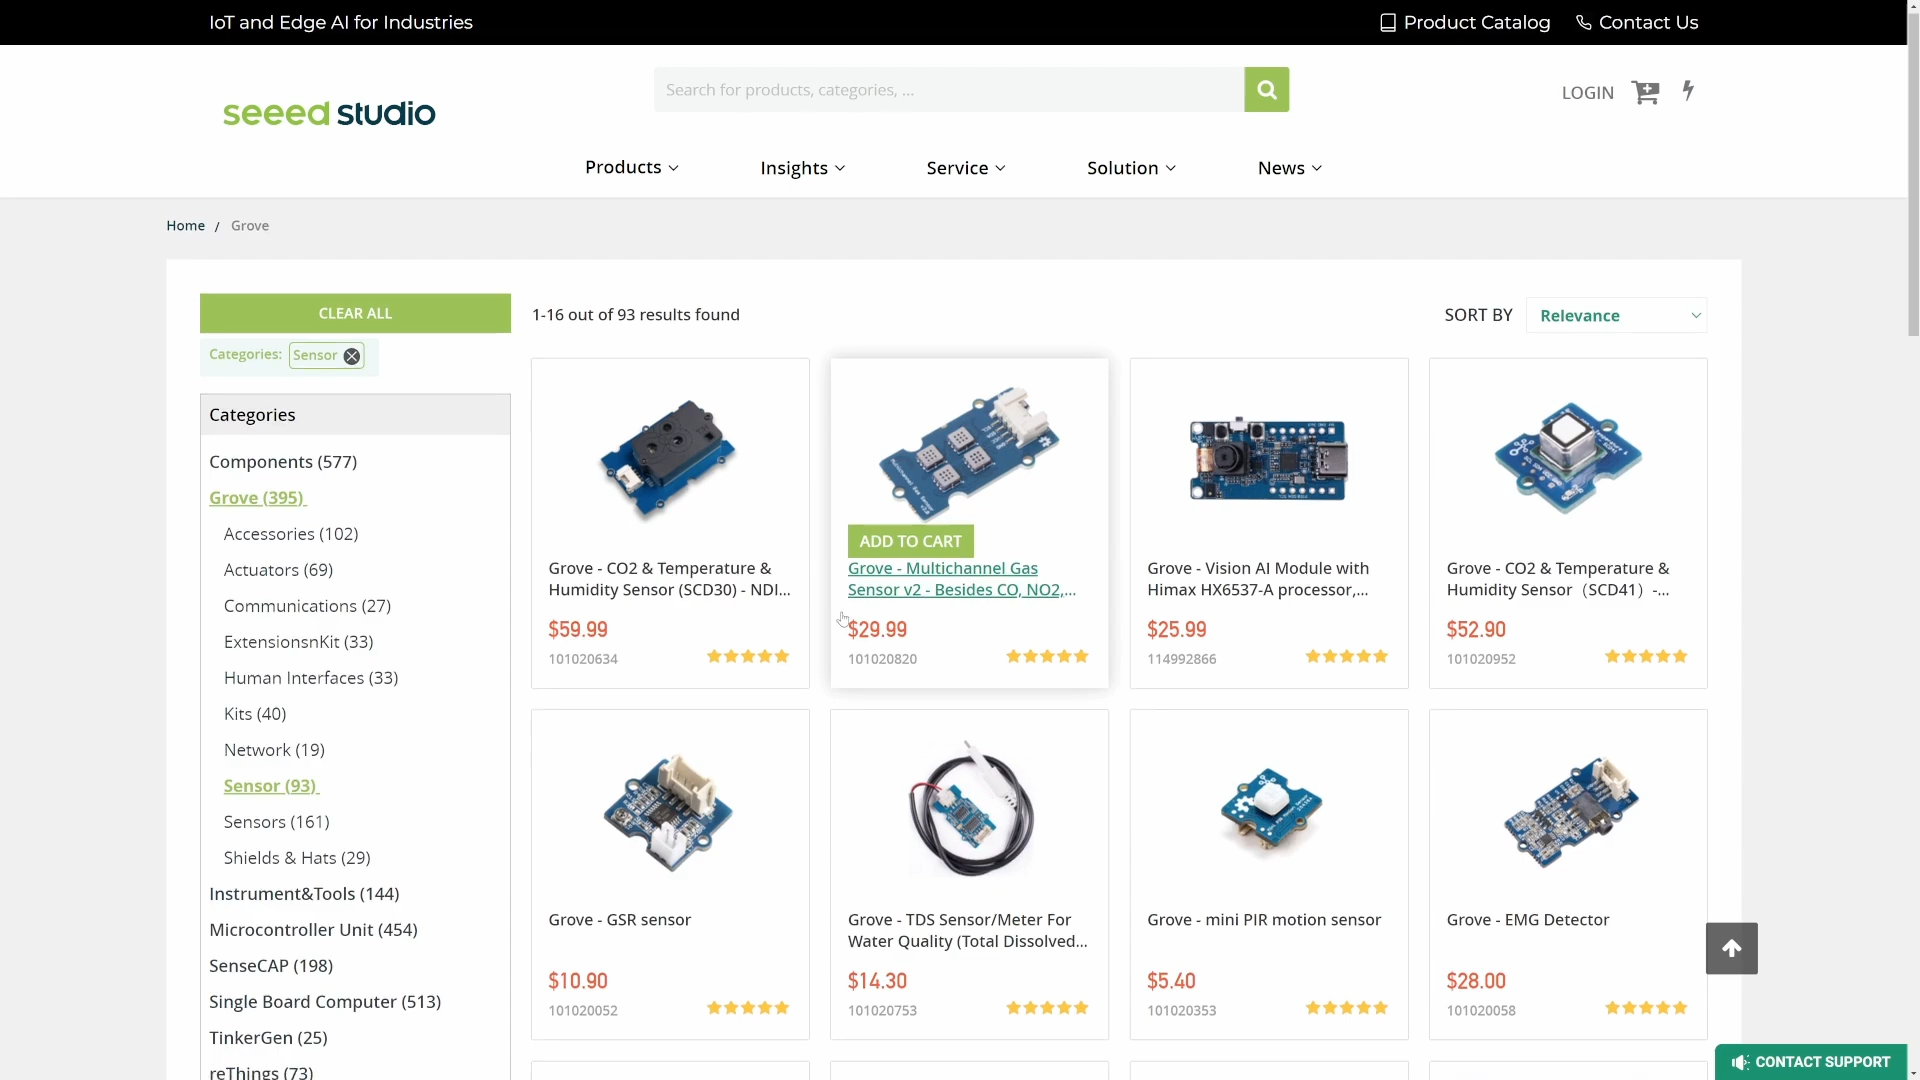 IoT and Edge AI for Industries
Product Catalog
Contact Us
seeed studio
Search for products, categories, ...
LOGIN
Products
Insights
Service
Solution
News
Home / Grove
CLEAR ALL
Categories: Sensor
Categories
Components (577)
Grove (395)
Accessories (102)
Actuators (69)
Communications (27)
ExtensionsnKit (33)
Human Interfaces (33)
Kits (40)
Network (19)
Sensor (93)
Sensors (161)
Shields & Hats (29)
Instrument&Tools (144)
Microcontroller Unit (454)
SenseCAP (198)
Single Board Computer (513)
TinkerGen (25)
reThings (73)
1-16 out of 93 results found
SORT BY
Relevance
Grove - CO2 & Temperature &
Humidity Sensor (SCD30) - NDI...
$59.99
101020634
ADD TO CART
Grove - Multichannel Gas
Sensor v2 - Besides CO, NO2,...
$29.99
101020820
Grove - Vision AI Module with
Himax HX6537-A processor,...
$25.99
114992866
Grove - CO2 & Temperature &
Humidity Sensor（SCD41）-...
$52.90
101020952
Grove - GSR sensor
$10.90
101020052
Grove - TDS Sensor/Meter For
Water Quality (Total Dissolved...
$14.30
101020753
Grove - mini PIR motion sensor
$5.40
101020353
Grove - EMG Detector
$28.00
101020058
CONTACT SUPPORT